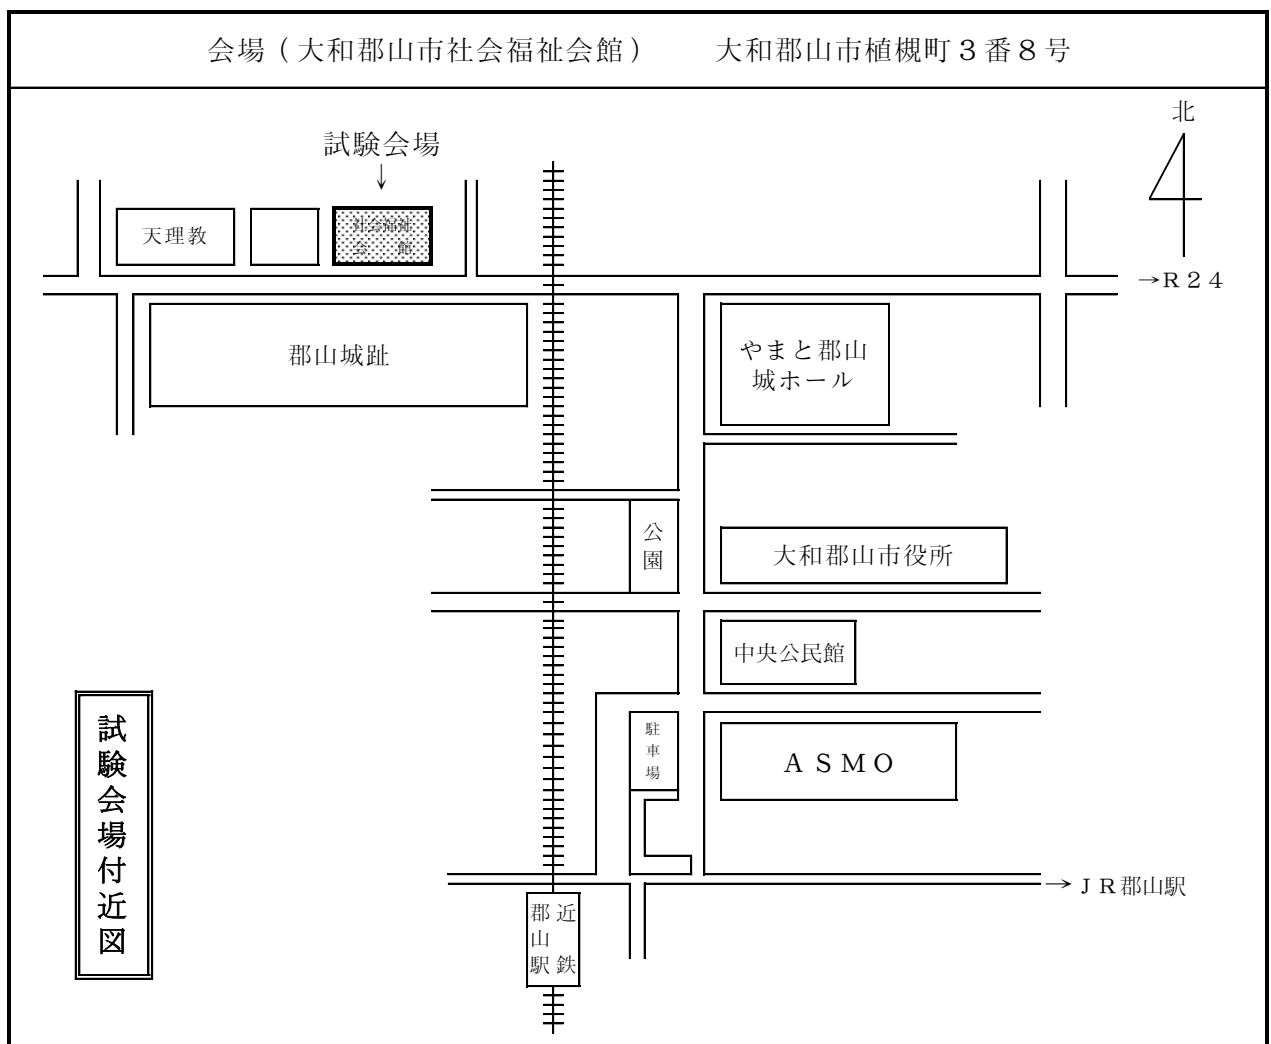 会場(大和郡山市社会福祉会館)　　大和郡山市植槻町3番8号
北
試験会場
↓
天理教
社会福祉
会　館
→R24
郡山城趾
やまと郡山
城ホール
公園
大和郡山市役所
中央公民館
駐車場
ASMO
試験会場付近図
→JR郡山駅
近鉄
郡山駅